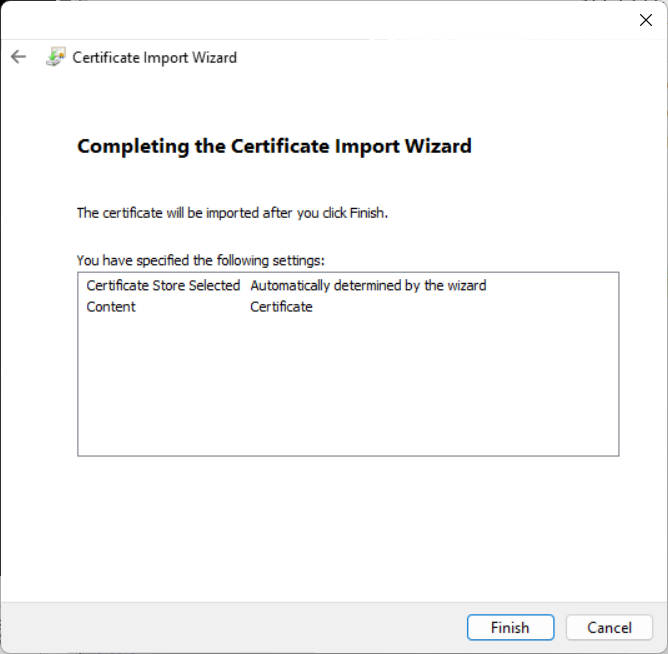 Certificate Import Wizard
Completing the Certificate Import Wizard
The certificate will be imported after you click Finish.
You have specified the following settings:
Certificate Store Selected Automatically determined by the wizard
Content Certificate
Finish Cancel